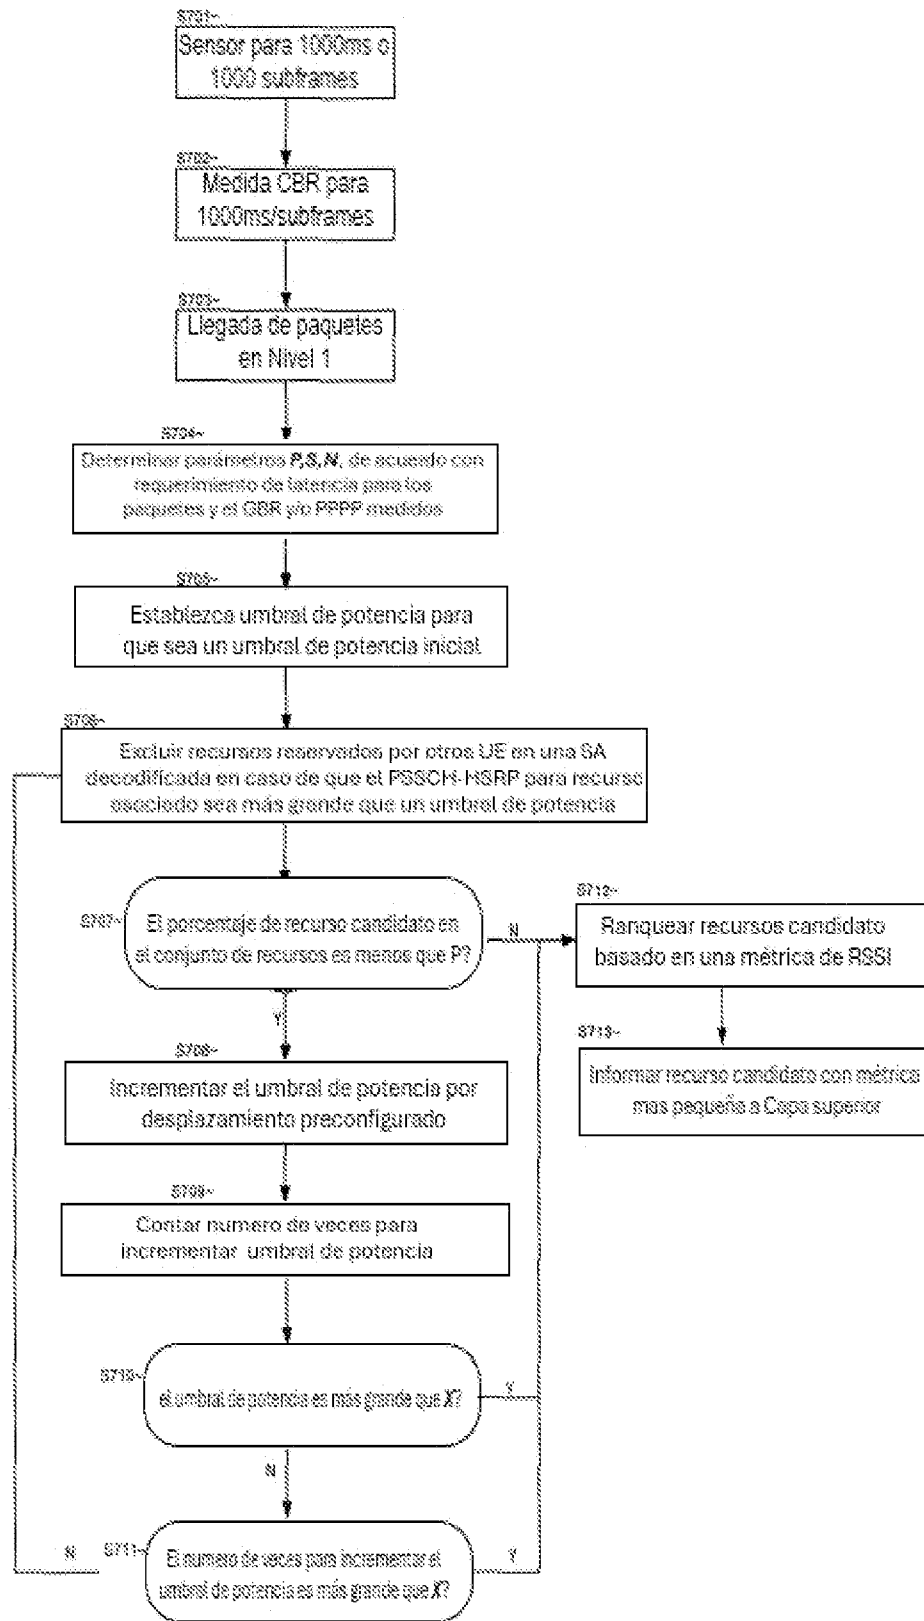 S701~
Sensor para 1000ms o
1000 subframes
S702~
Medida CBR para
1000ms/subframes
S703~
Llegada de paquetes
en Nivel 1
S704~
Determinar parámetros P,S,N, de acuerdo con
requerimiento de latencia para los
paquetes y el CBR y/o PPPP medidos
S705~
Establezca umbral de potencia para
que sea un umbral de potencia inicial
S706~
Excluir recursos reservados por otros UE en una SA
decodificada en caso de que el PSSCH-HSRP para recurso
asociado sea más grande que un umbral de potencia
S707~
El porcentaje de recurso candidato en
el conjunto de recursos es menos que P?
N
Y
S712~
Ranquear recursos candidato
basado en una métrica de RSSI
S713~
Informar recurso candidato con métrica
mas pequeña a Capa superior
S708~
Incrementar el umbral de potencia por
desplazamiento preconfigurado
S709~
Contar numero de veces para
incrementar umbral de potencia
S710~
el umbral de potencia es más grande que X?
Y
N
S711~
El numero de veces para incrementar el
umbral de potencia es más grande que X?
Y
N